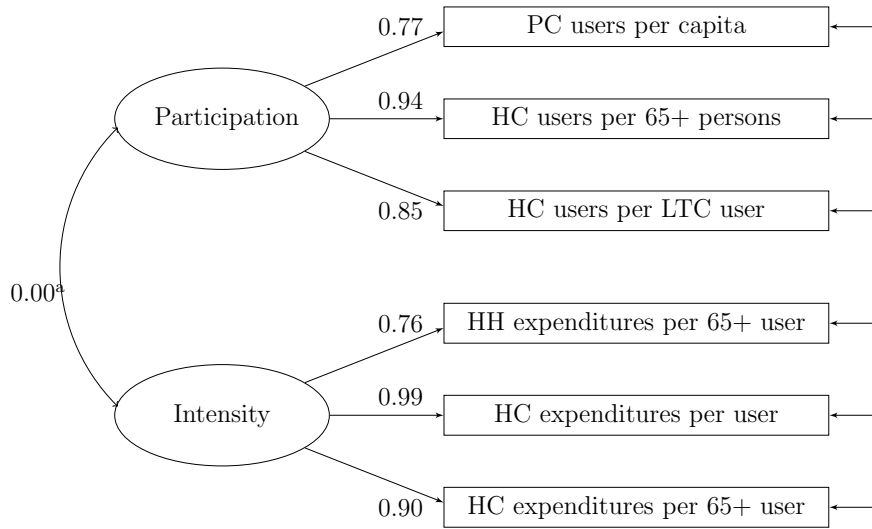 0.77
PC users per capita
Participation
0.94
HC users per 65+ persons
0.85
HC users per LTC user
0.00ᵃ
0.76
HH expenditures per 65+ user
Intensity
0.99
HC expenditures per user
0.90
HC expenditures per 65+ user